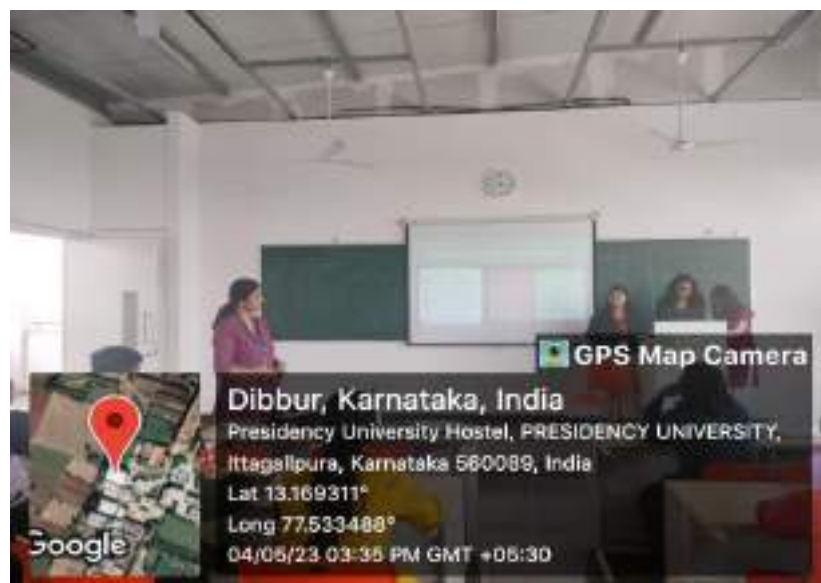 GPS Map Camera
Dibbur, Karnataka, India
Presidency University Hostel, PRESIDENCY UNIVERSITY,
Ittagallpura, Karnataka 560089, India
Lat 13.169311°
Long 77.533488°
04/05/23 03:35 PM GMT +05:30
Google